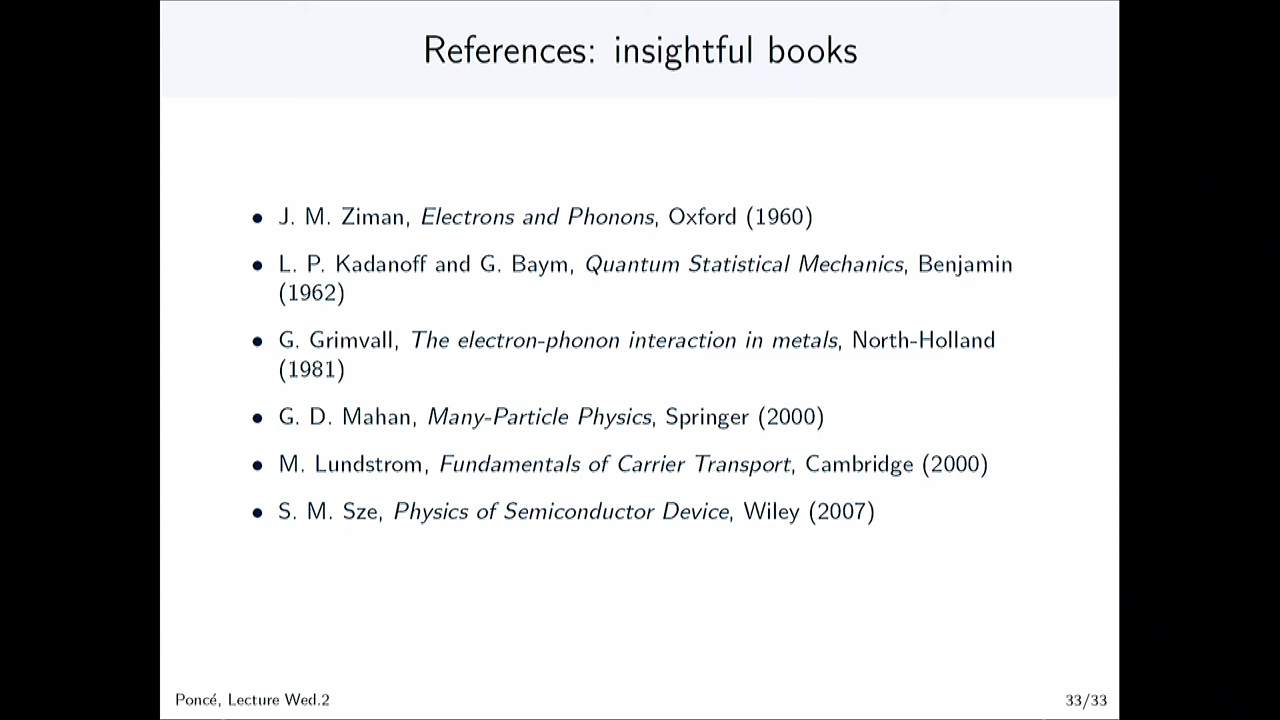 References: insightful books
• J. M. Ziman, Electrons and Phonons, Oxford (1960)
• L. P. Kadanoff and G. Baym, Quantum Statistical Mechanics, Benjamin
(1962)
• G. Grimvall, The electron-phonon interaction in metals, North-Holland
(1981)
• G. D. Mahan, Many-Particle Physics, Springer (2000)
• M. Lundstrom, Fundamentals of Carrier Transport, Cambridge (2000)
• S. M. Sze, Physics of Semiconductor Device, Wiley (2007)
Poncé, Lecture Wed.2
33/33